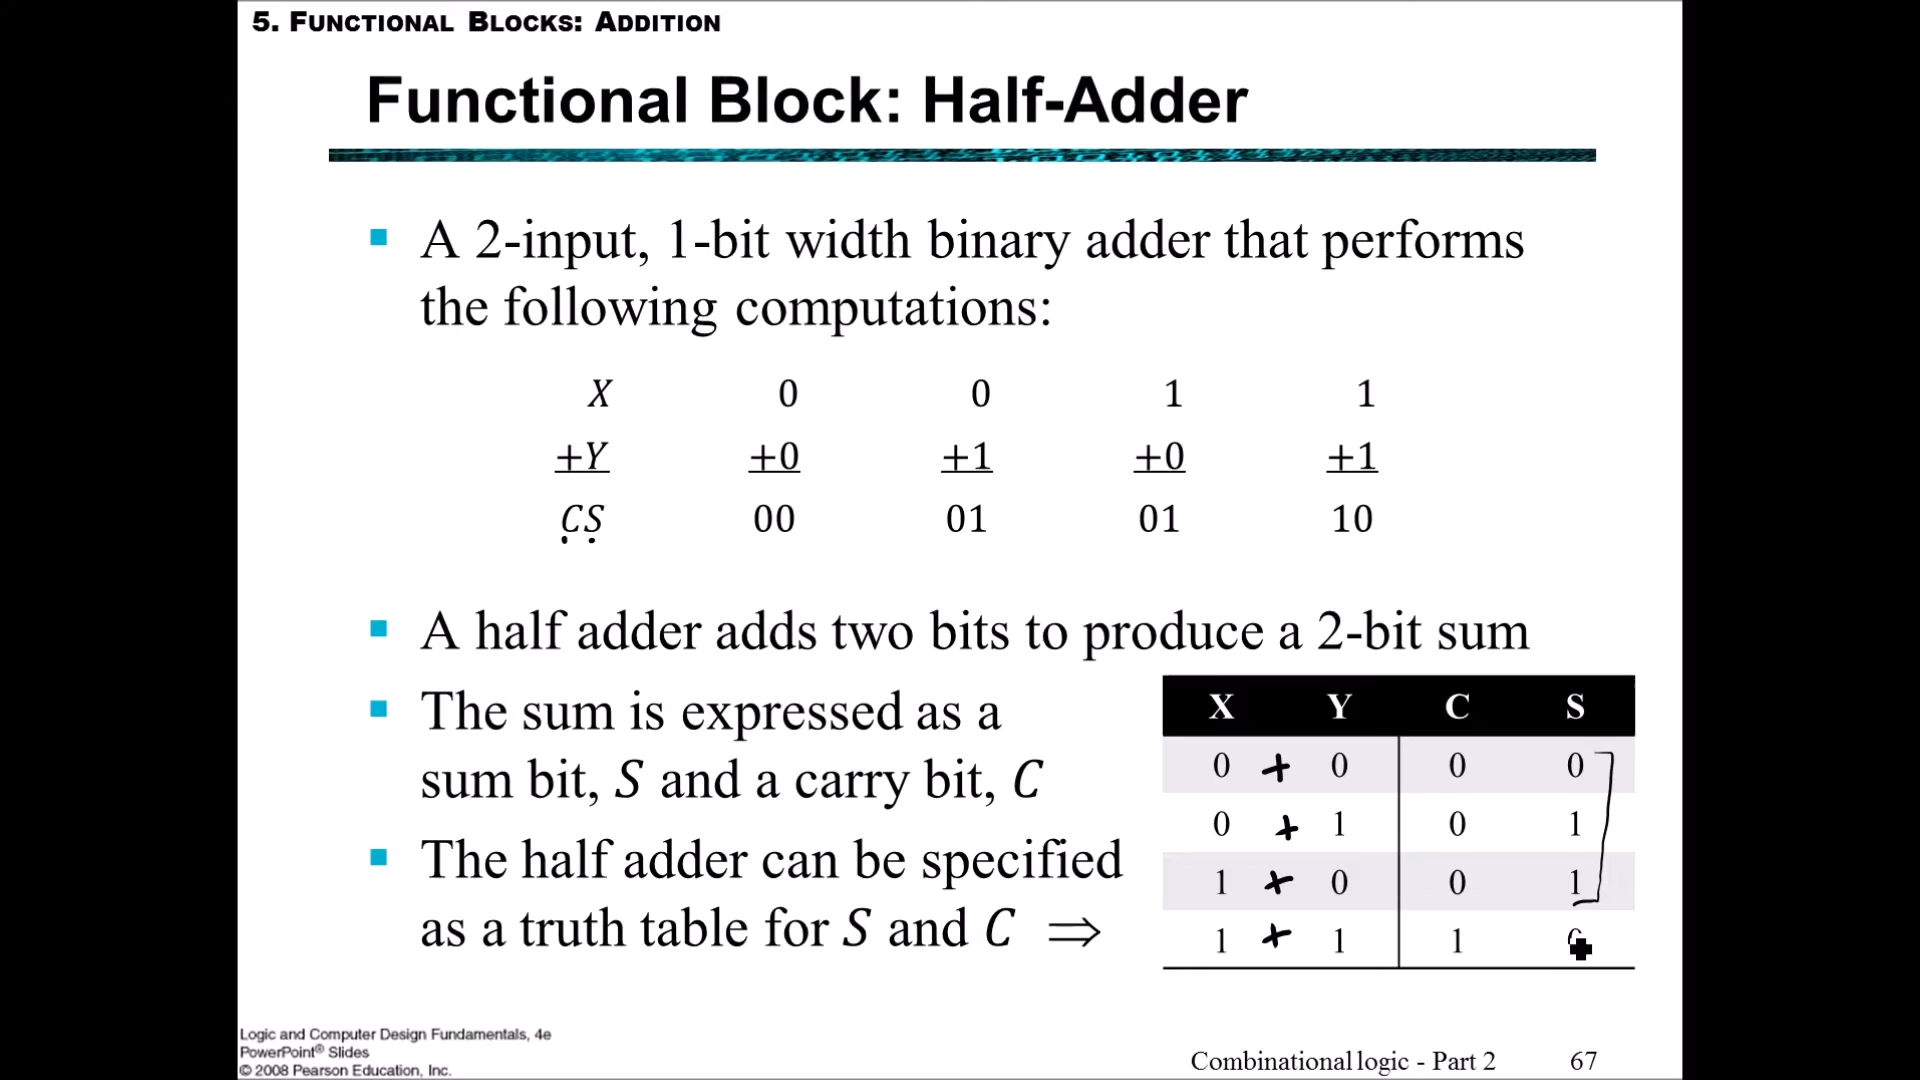 5. FUNCTIONAL BLOCKS: ADDITION
Functional Block: Half-Adder
A 2-input, 1-bit width binary adder that performs
the following computations:
X 0 0 1 1
+Y +0 +1 +0 +1
CS 00 01 01 10
A half adder adds two bits to produce a 2-bit sum
The sum is expressed as a
sum bit, S and a carry bit, C
The half adder can be specified
as a truth table for S and C ⇒
X Y C S
0 + 0 0 0
0 + 1 0 1
1 + 0 0 1
1 + 1 1
Logic and Computer Design Fundamentals, 4e
PowerPoint® Slides
© 2008 Pearson Education, Inc.
Combinational logic - Part 2 67